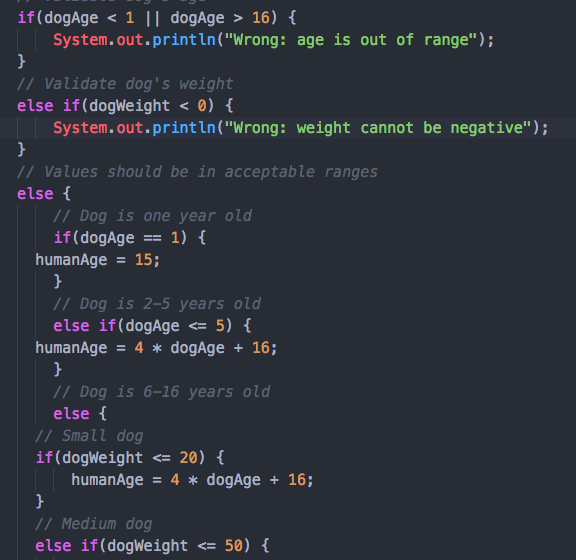 if(dogAge < 1 || dogAge > 16) {
System.out.println("Wrong: age is out of range");
}
// Validate dog's weight
else if(dogWeight < 0) {
System.out.println("Wrong: weight cannot be negative");
}
// Values should be in acceptable ranges
else {
// Dog is one year old
if(dogAge == 1) {
humanAge = 15;
}
// Dog is 2-5 years old
else if(dogAge <= 5) {
humanAge = 4 * dogAge + 16;
}
// Dog is 6-16 years old
else {
// Small dog
if(dogWeight <= 20) {
humanAge = 4 * dogAge + 16;
}
// Medium dog
else if(dogWeight <= 50) {